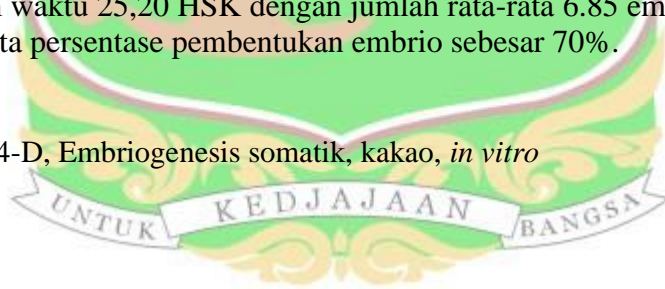 waktu 25,20 HSK dengan jumlah rata-rata 6.85 em
ta persentase pembentukan embrio sebesar 70%.
4-D, Embriogenesis somatik, kakao, in vitro
UNTUK KEDJAJAAN BANGSA